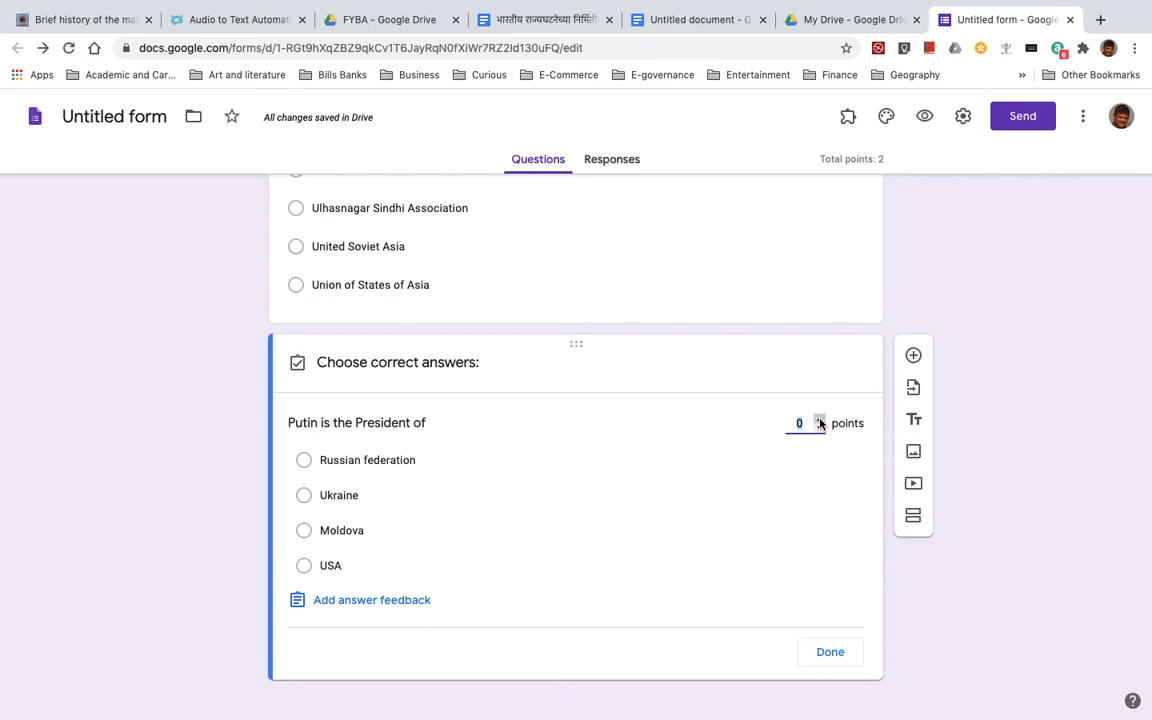 Brief history of the ma
Audio to Text Automat
FYBA - Google Drive
भारतीय राज्यघटनेच्या निर्मिती
Untitled document - G
My Drive - Google Driv
Untitled form - Google
docs.google.com/forms/d/1-RGt9hXqZBZ9qkCv1T6JayRqN0fXiWr7RZ2Id130uFQ/edit
6
Apps
Academic and Car...
Art and literature
Bills Banks
Business
Curious
E-Commerce
E-governance
Entertainment
Finance
Geography
»
Other Bookmarks
Untitled form
All changes saved in Drive
Send
Questions
Responses
Total points: 2
Ulhasnagar Sindhi Association
United Soviet Asia
Union of States of Asia
Choose correct answers:
Putin is the President of
0
points
Russian federation
Ukraine
Moldova
USA
Add answer feedback
Done